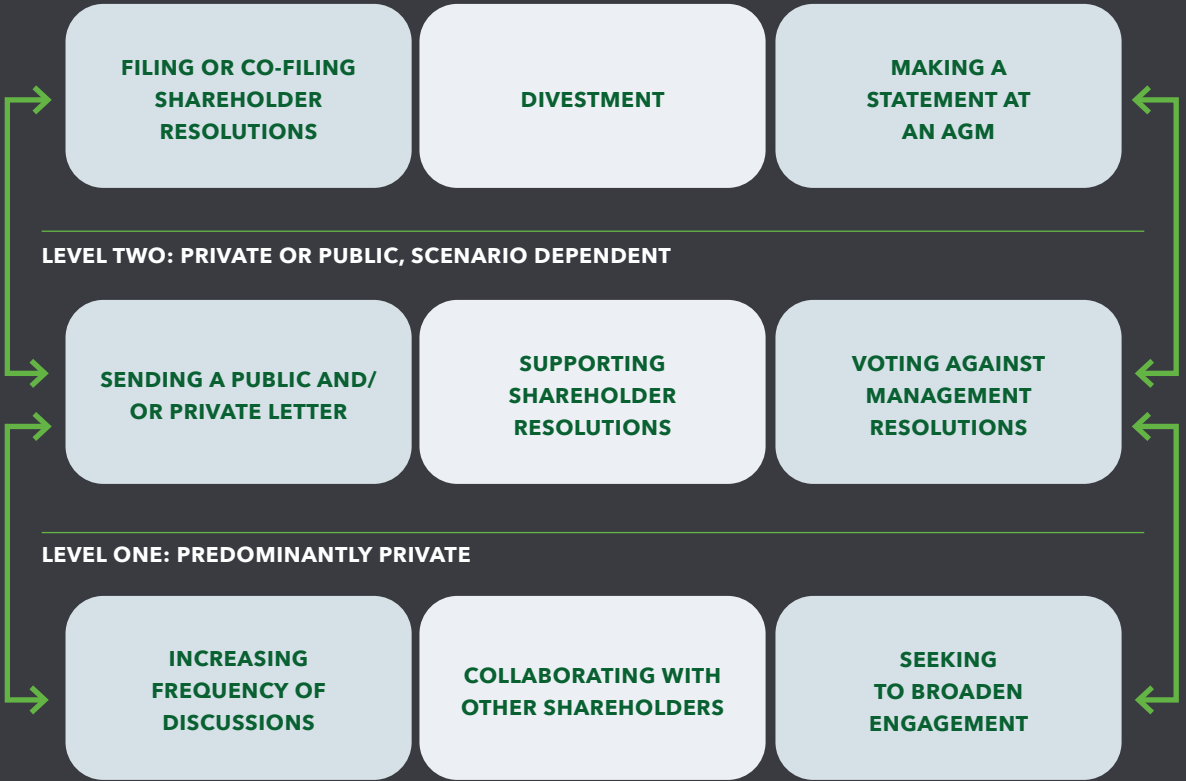 FILING OR CO-FILING
SHAREHOLDER
RESOLUTIONS
DIVESTMENT
MAKING A
STATEMENT AT
AN AGM
LEVEL TWO: PRIVATE OR PUBLIC, SCENARIO DEPENDENT
SENDING A PUBLIC AND/
OR PRIVATE LETTER
SUPPORTING
SHAREHOLDER
RESOLUTIONS
VOTING AGAINST
MANAGEMENT
RESOLUTIONS
LEVEL ONE: PREDOMINANTLY PRIVATE
INCREASING
FREQUENCY OF
DISCUSSIONS
COLLABORATING WITH
OTHER SHAREHOLDERS
SEEKING
TO BROADEN
ENGAGEMENT